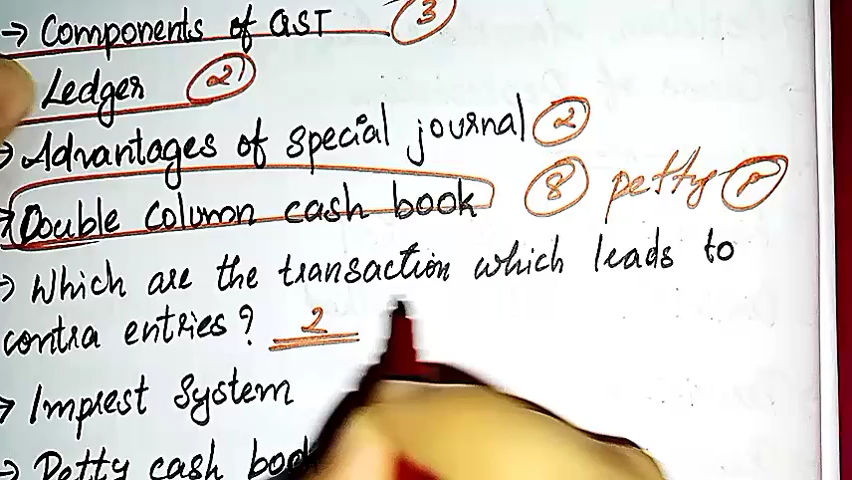 → Components of GST 3
Ledger 2
→ Advantages of special journal 2
→ Double column cash book 8 petty
→ Which are the transaction which leads to
contra entries? 2
→ Imprest System
→ Petty cash book